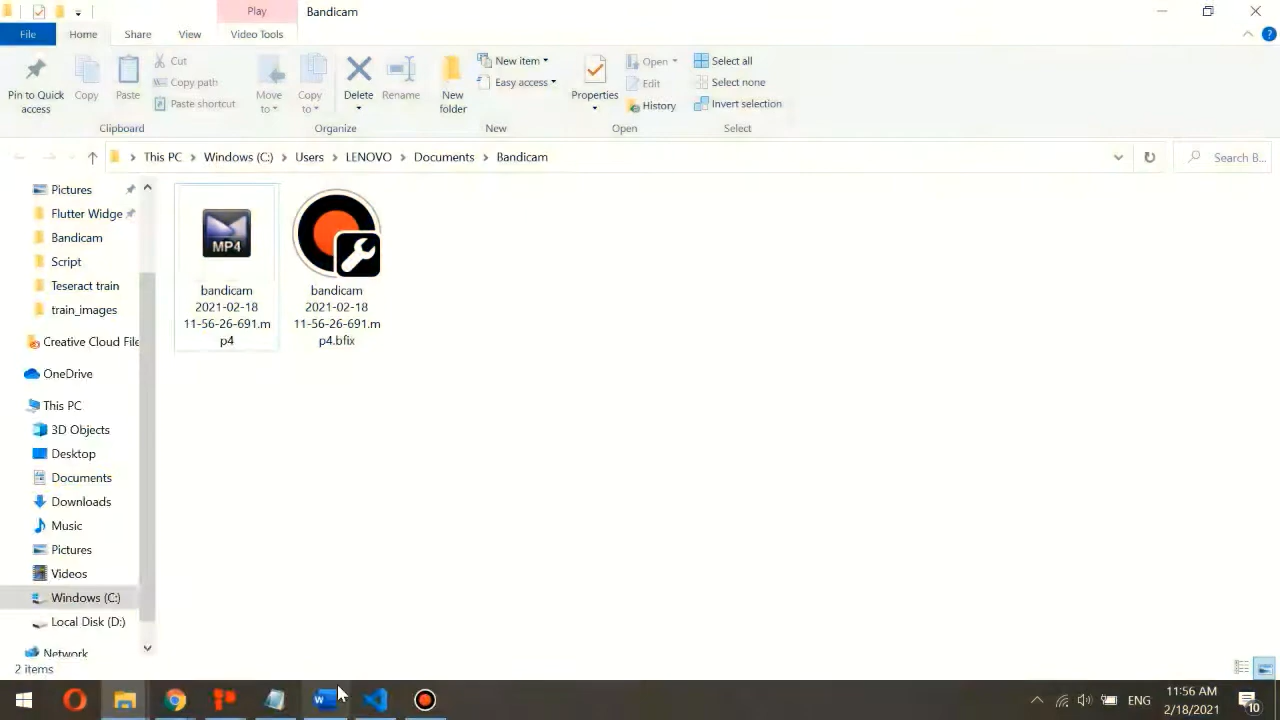 Play
Bandicam
File
Home
Share
View
Video Tools
Pin to Quick
access
Copy
Paste
Cut
Copy path
Paste shortcut
Clipboard
Move
to
Copy
to
Delete
Rename
Organize
New
folder
New item
Easy access
New
Properties
Open
Edit
History
Open
Select all
Select none
Invert selection
Select
This PC
Windows (C:)
Users
LENOVO
Documents
Bandicam
Search B...
Pictures
Flutter Widge
Bandicam
Script
Teseract train
train_images
Creative Cloud File
OneDrive
This PC
3D Objects
Desktop
Documents
Downloads
Music
Pictures
Videos
Windows (C:)
Local Disk (D:)
Network
MP4
bandicam
2021-02-18
11-56-26-691.m
p4
bandicam
2021-02-18
11-56-26-691.m
p4.bfix
2 items
W
ENG
11:56 AM
2/18/2021
10